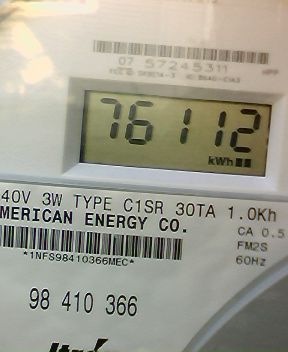 07 57245311
76112
kWh
40V 3W TYPE C1SR 30TA 1.0Kh
MERICAN ENERGY CO.
CA 0.5
FM2S
60Hz
*1NFS98410366MEC*
98 410 366
Itr